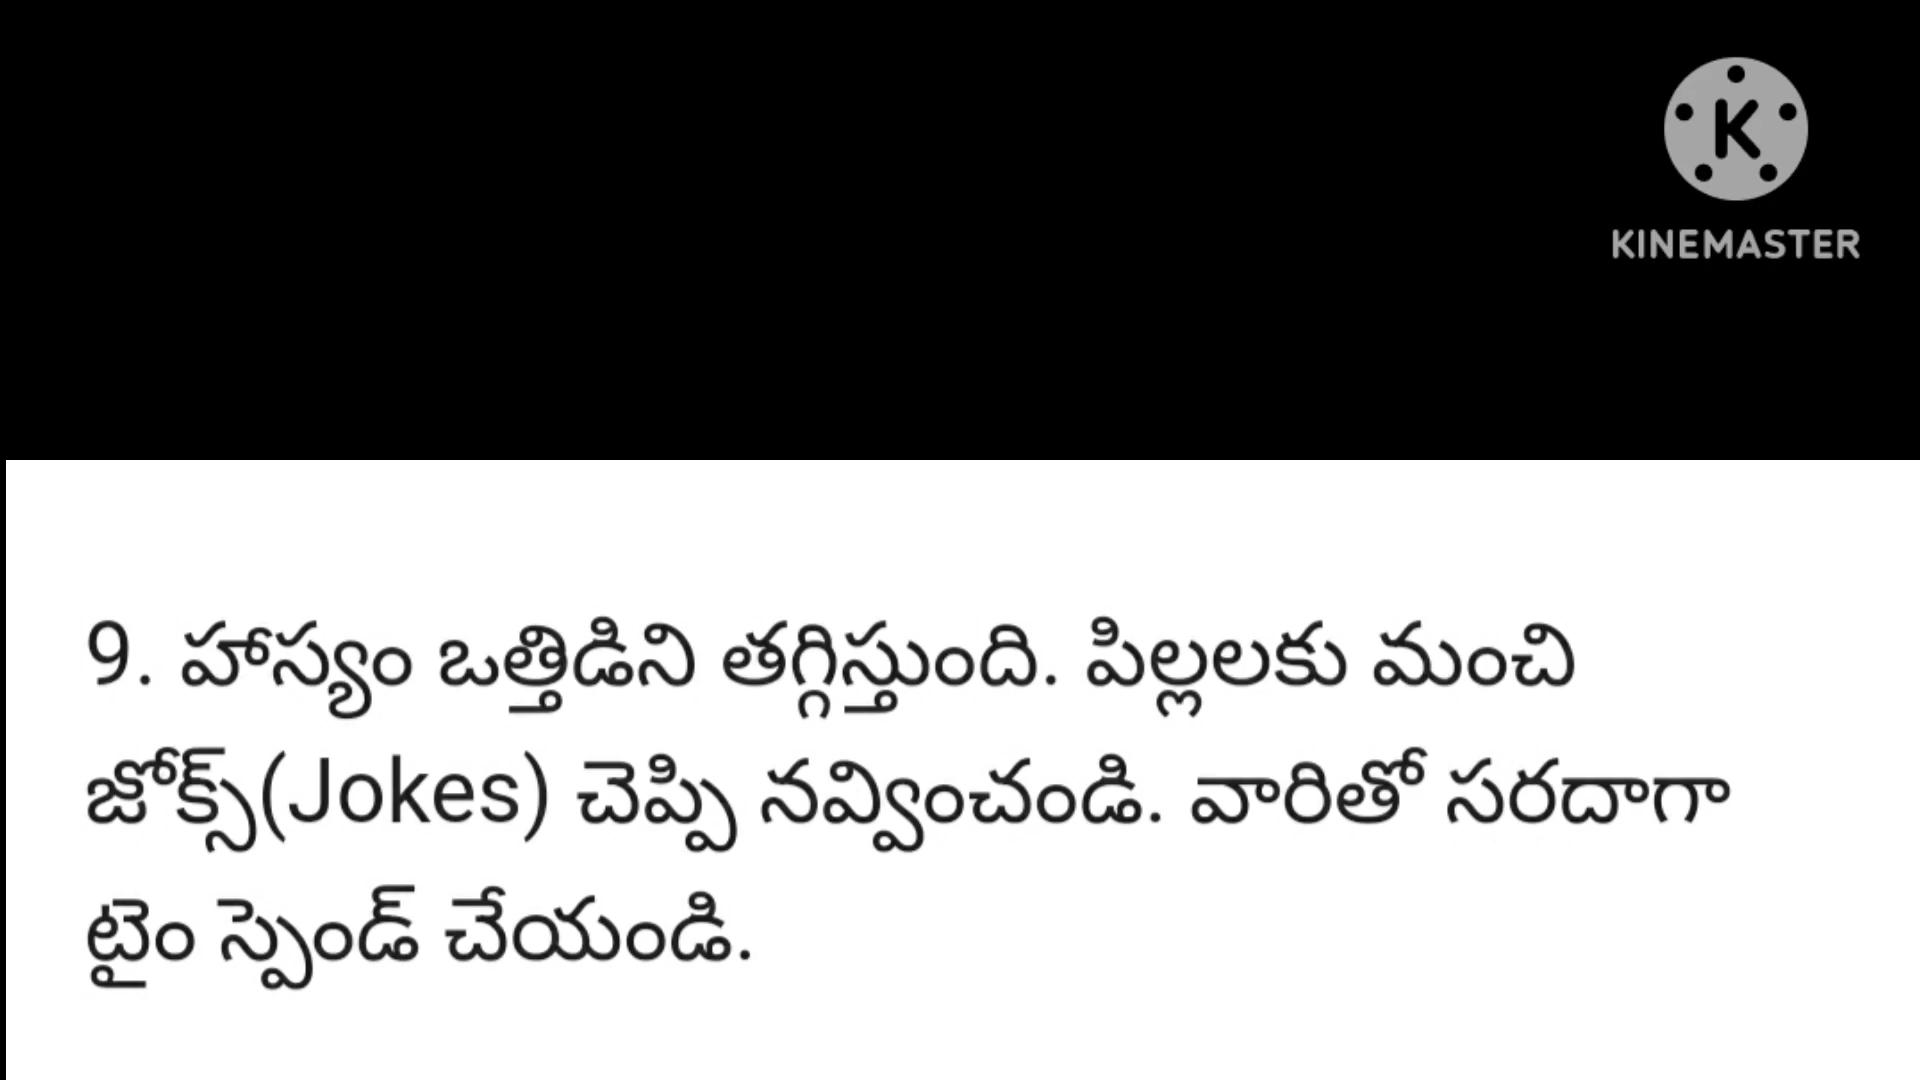 KINEMASTER
9. హాస్యం ఒత్తిడిని తగ్గిస్తుంది. పిల్లలకు మంచి
జోక్స్(Jokes) చెప్పి నవ్వించండి. వారితో సరదాగా
టైం స్పెండ్ చేయండి.